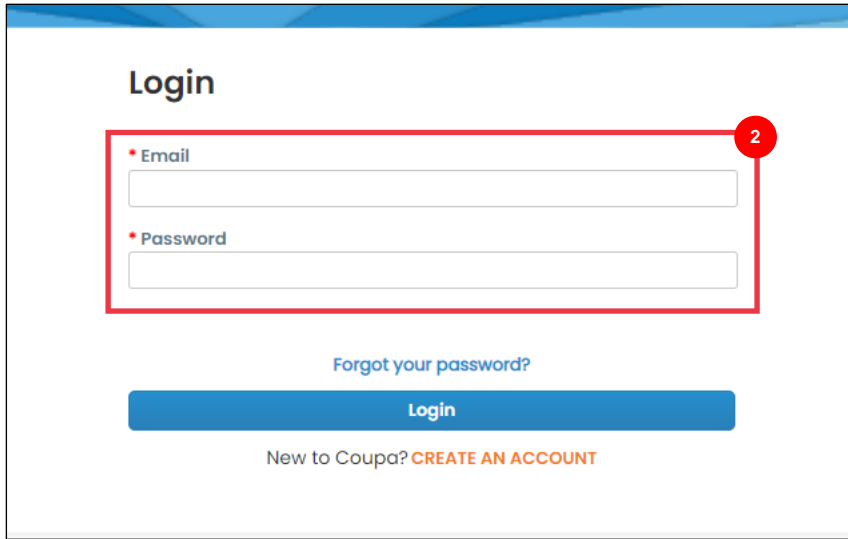 Login
2
* Email
* Password
Forgot your password?
Login
New to Coupa? CREATE AN ACCOUNT